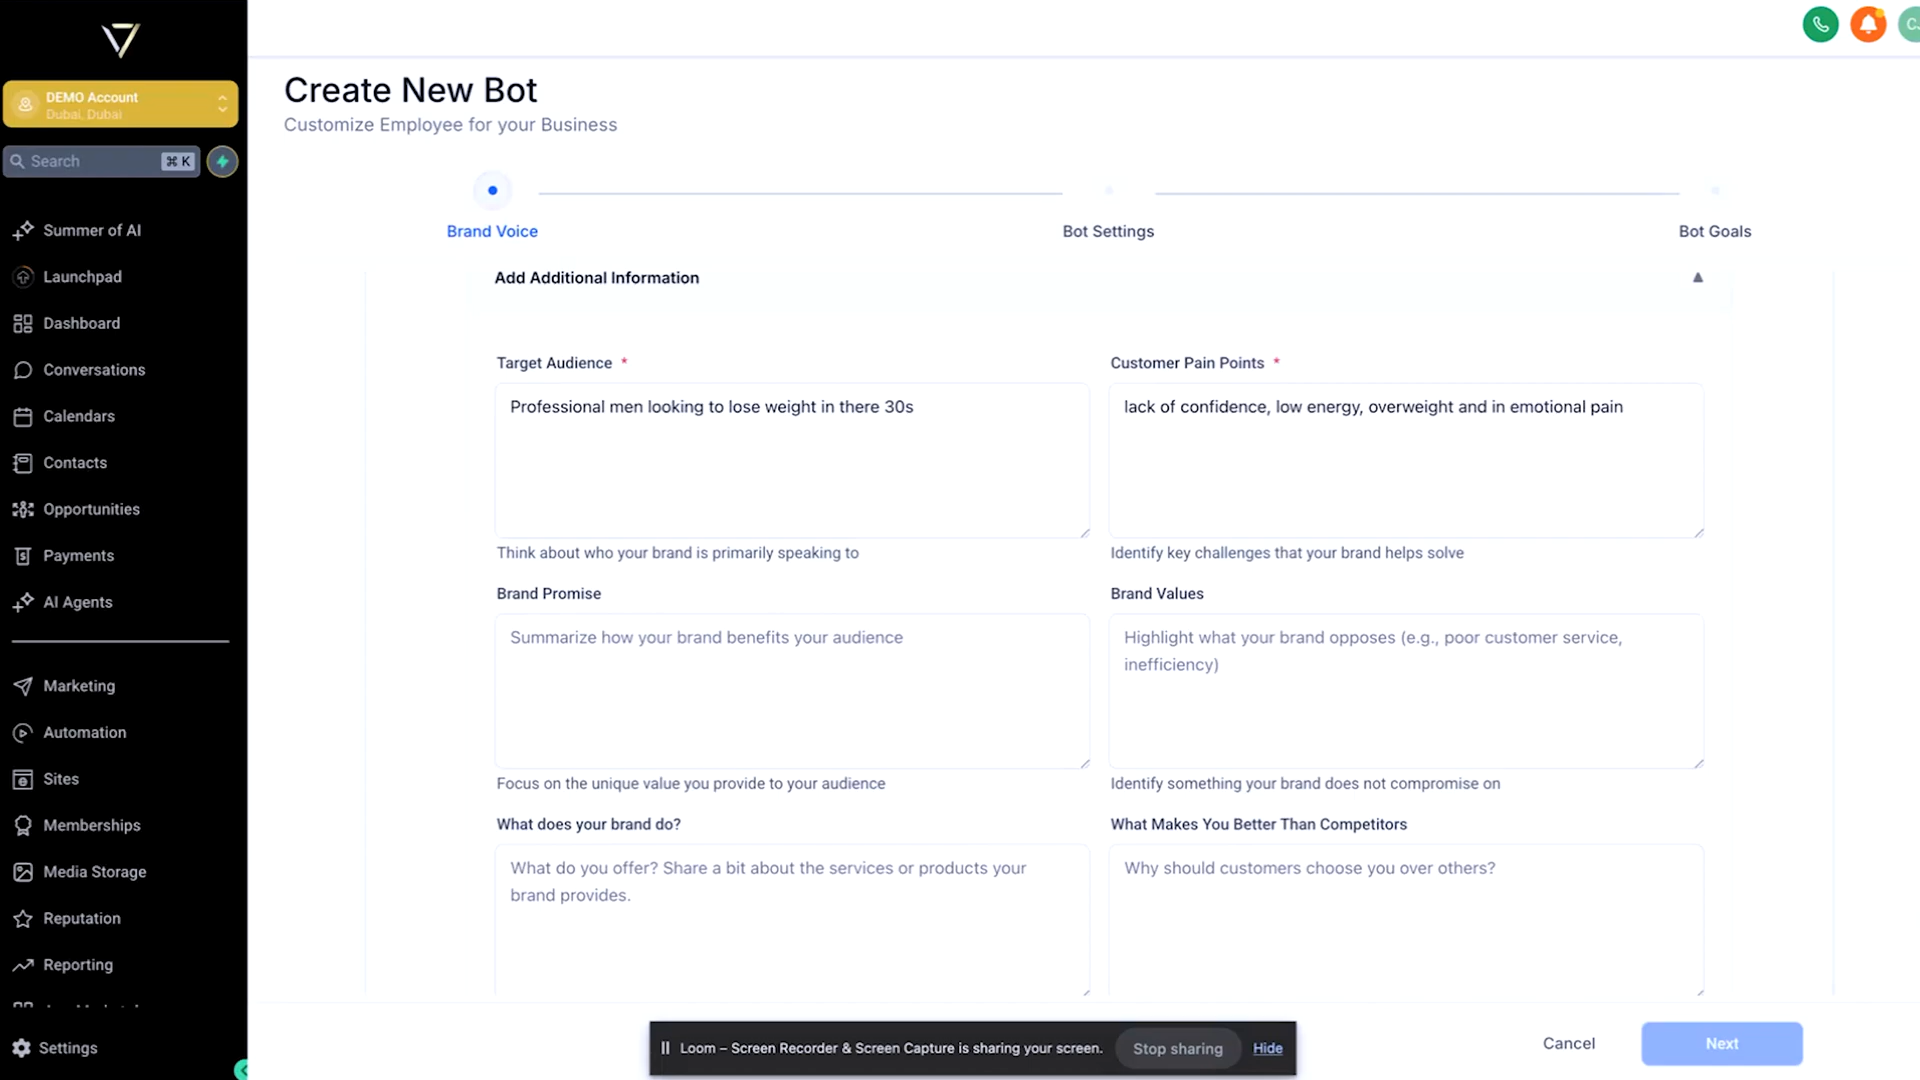 DEMO Account
Dubai, Dubai
Search
⌘ K
Summer of AI
Launchpad
Dashboard
Conversations
Calendars
Contacts
Opportunities
Payments
AI Agents
Marketing
Automation
Sites
Memberships
Media Storage
Reputation
Reporting
Settings
Create New Bot
Customize Employee for your Business
Brand Voice
Bot Settings
Bot Goals
Add Additional Information
Target Audience *
Professional men looking to lose weight in there 30s
Think about who your brand is primarily speaking to
Customer Pain Points *
lack of confidence, low energy, overweight and in emotional pain
Identify key challenges that your brand helps solve
Brand Promise
Summarize how your brand benefits your audience
Focus on the unique value you provide to your audience
Brand Values
Highlight what your brand opposes (e.g., poor customer service,
inefficiency)
Identify something your brand does not compromise on
What does your brand do?
What do you offer? Share a bit about the services or products your
brand provides.
What Makes You Better Than Competitors
Why should customers choose you over others?
Loom – Screen Recorder & Screen Capture is sharing your screen.
Stop sharing
Hide
Cancel
Next